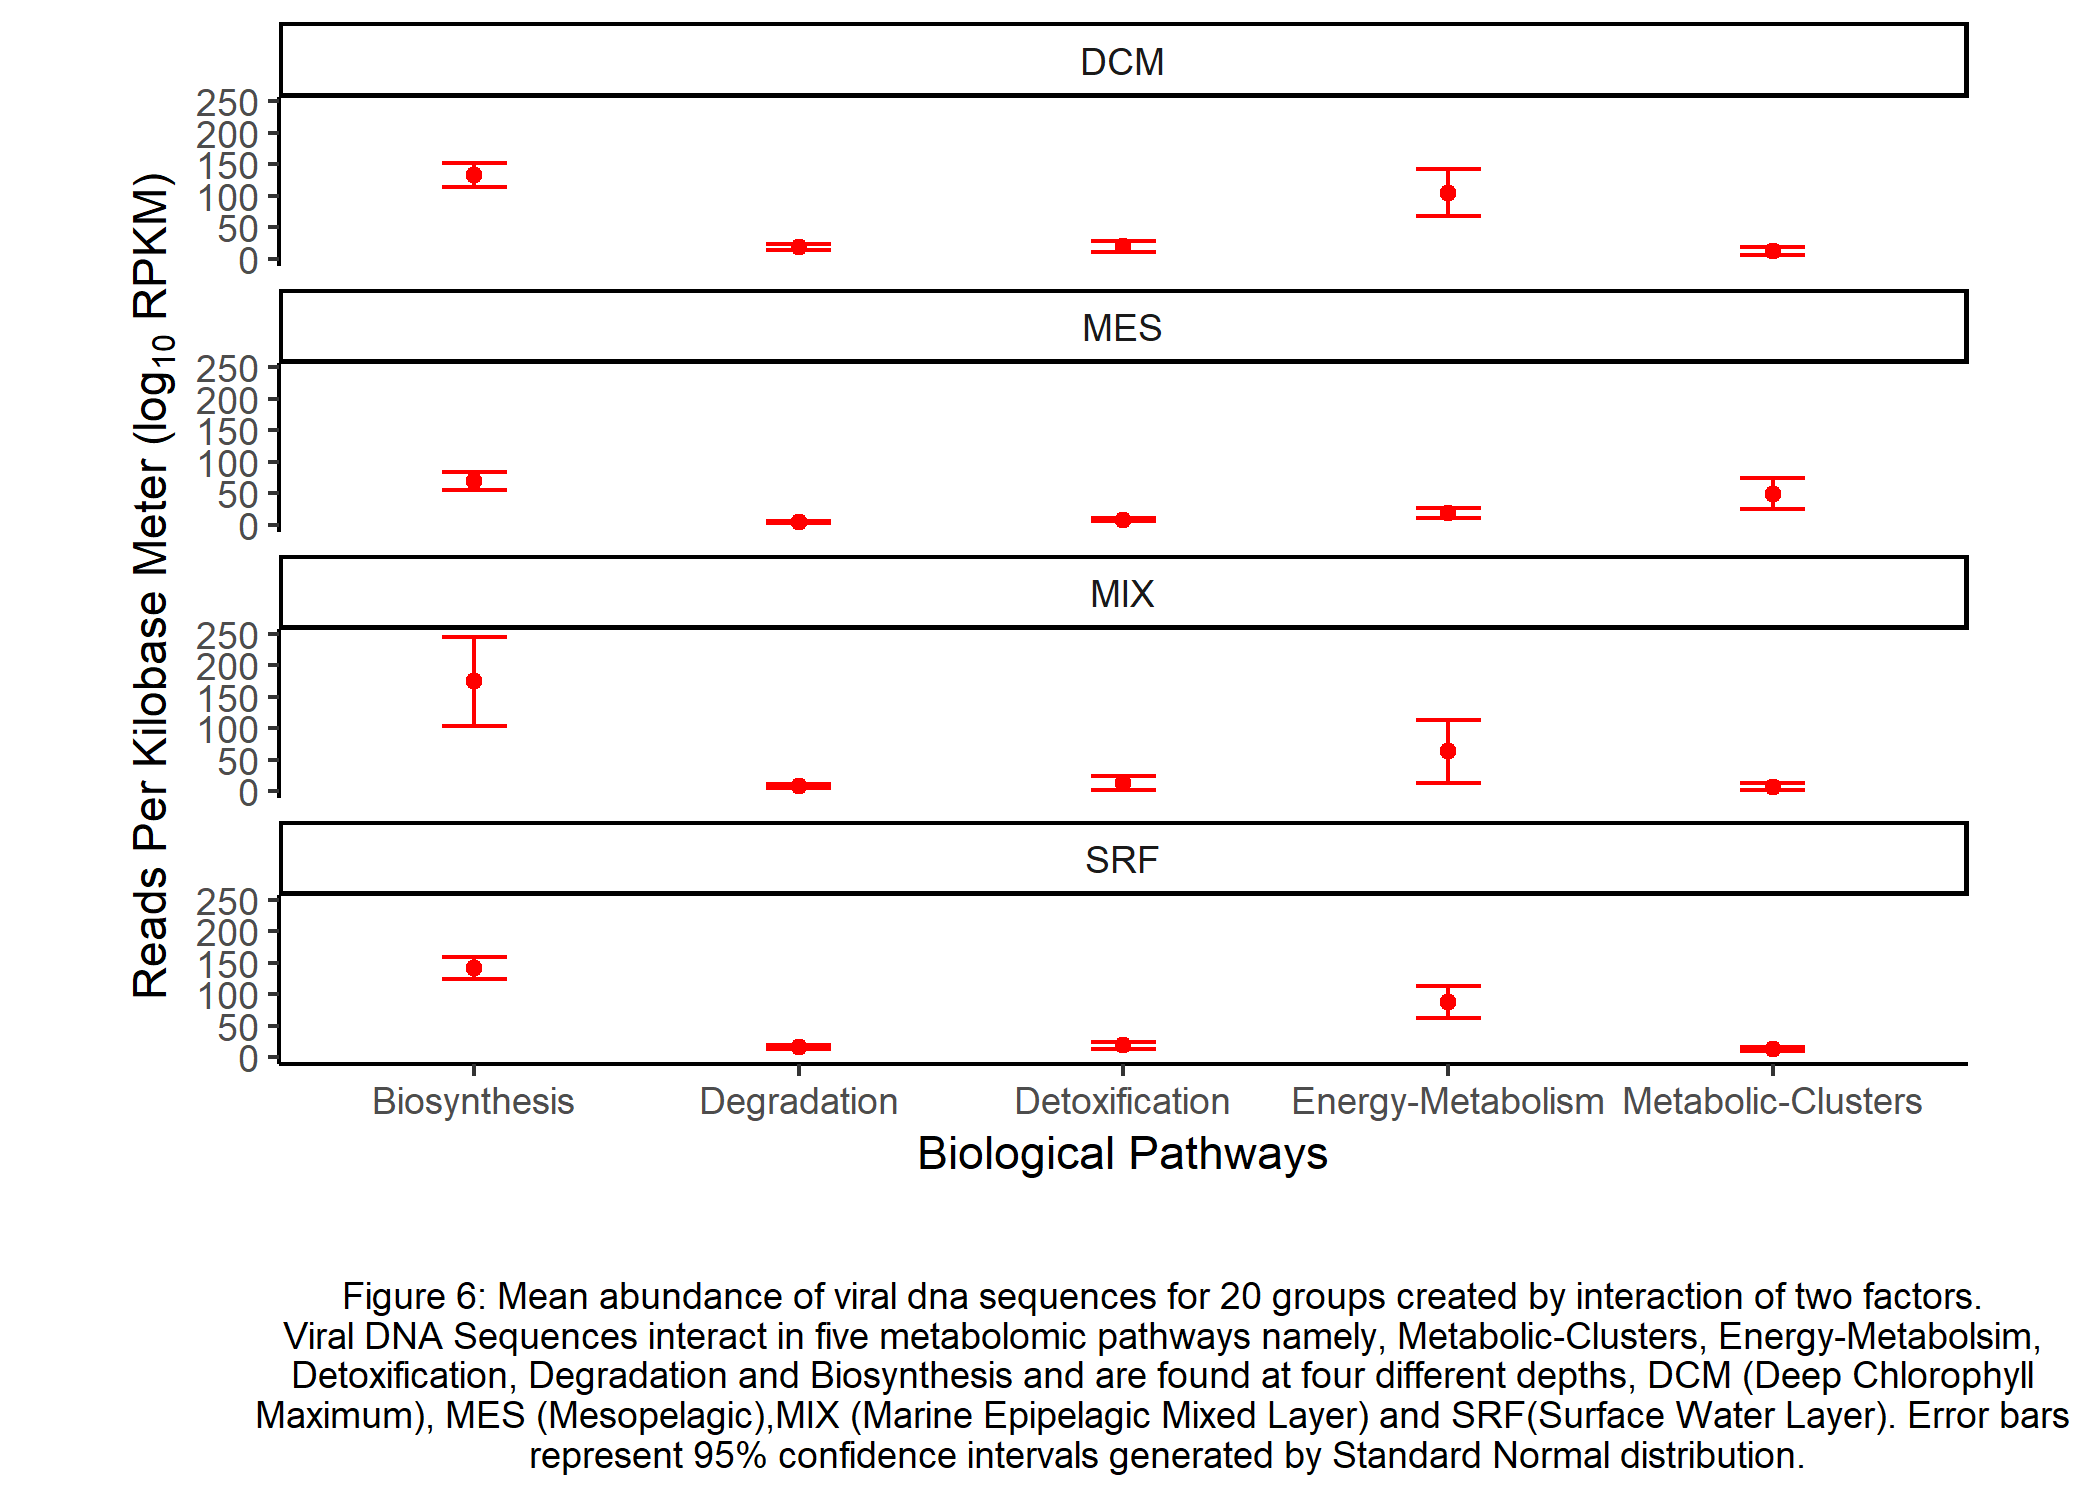 DCM
250
200
150
100
50
0
MES
250
200
150
100
50
0
MIX
250
200
150
100
50
0
SRF
250
200
150
100
50
0
Reads Per Kilobase Meter (log₁₀ RPKM)
Biosynthesis Degradation Detoxification Energy-Metabolism Metabolic-Clusters
Biological Pathways
Figure 6: Mean abundance of viral dna sequences for 20 groups created by interaction of two factors.
Viral DNA Sequences interact in five metabolomic pathways namely, Metabolic-Clusters, Energy-Metabolsim,
Detoxification, Degradation and Biosynthesis and are found at four different depths, DCM (Deep Chlorophyll
Maximum), MES (Mesopelagic),MIX (Marine Epipelagic Mixed Layer) and SRF(Surface Water Layer). Error bars
represent 95% confidence intervals generated by Standard Normal distribution.